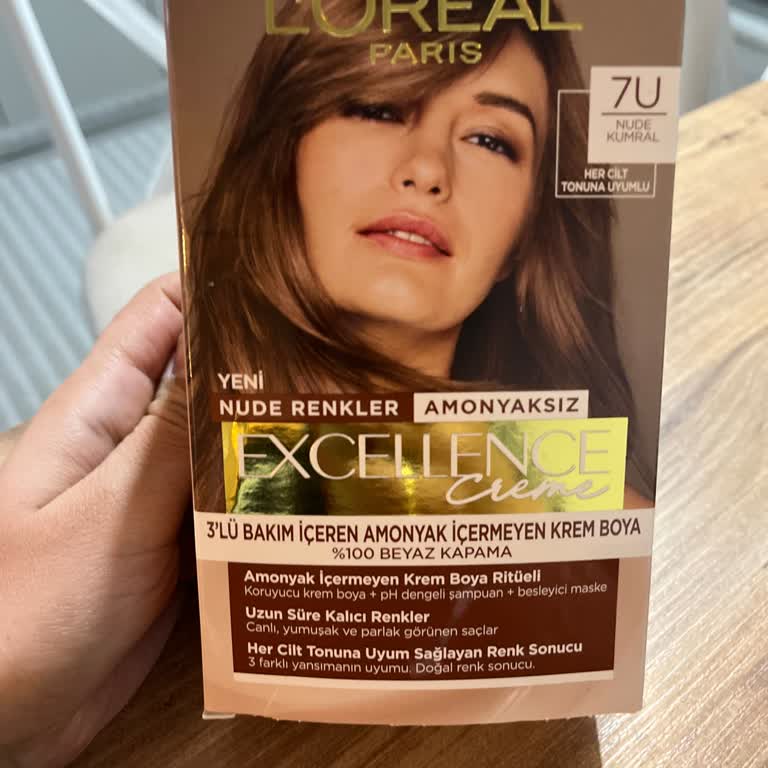 L'ORÉAL
PARIS
7U
NUDE
KUMRAL
HER CİLT
TONUNA UYUMLU
YENİ
NUDE RENKLER AMONYAKSIZ
EXCELLENCE
Creme
3'LÜ BAKIM İÇEREN AMONYAK İÇERMEYEN KREM BOYA
%100 BEYAZ KAPAMA
Amonyak İçermeyen Krem Boya Ritüeli
Koruyucu krem boya + pH dengeli şampuan + besleyici maske
Uzun Süre Kalıcı Renkler
Canlı, yumuşak ve parlak görünen saçlar
Her Cilt Tonuna Uyum Sağlayan Renk Sonucu
3 farklı yansımanın uyumu. Doğal renk sonucu.